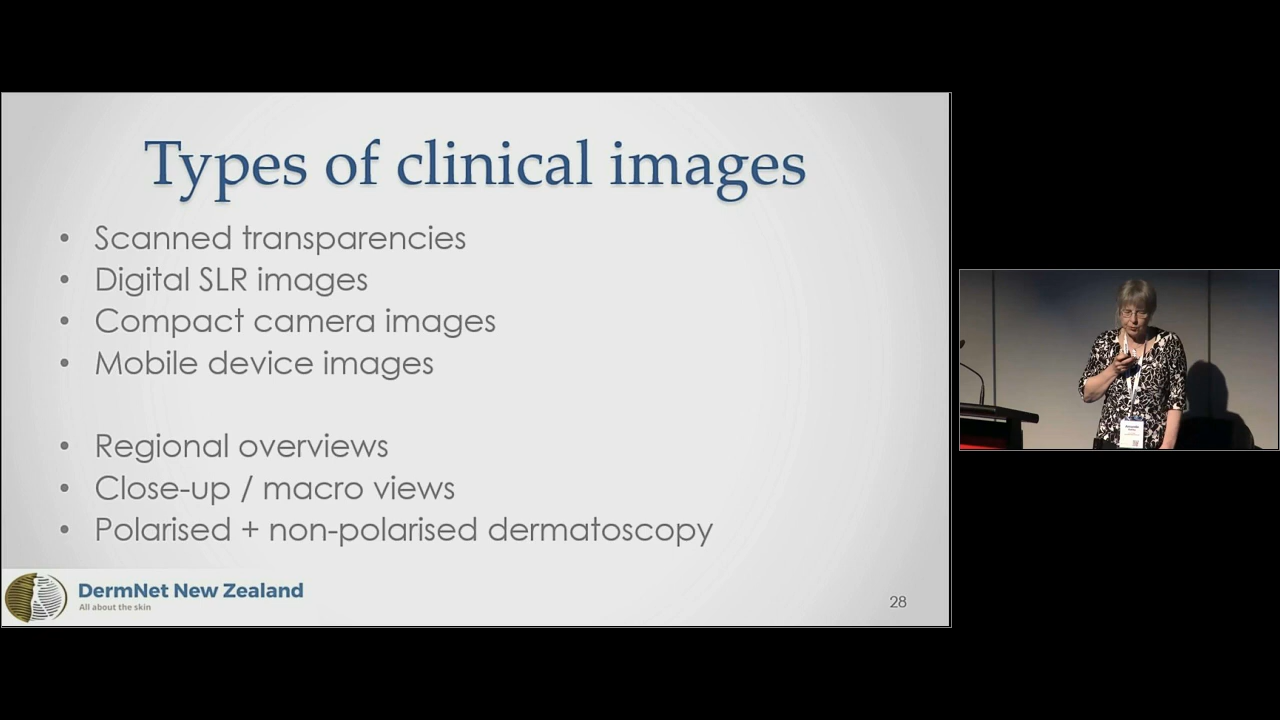 Types of clinical images
• Scanned transparencies
• Digital SLR images
• Compact camera images
• Mobile device images
• Regional overviews
• Close-up / macro views
• Polarised + non-polarised dermatoscopy
DermNet New Zealand
All about the skin
28